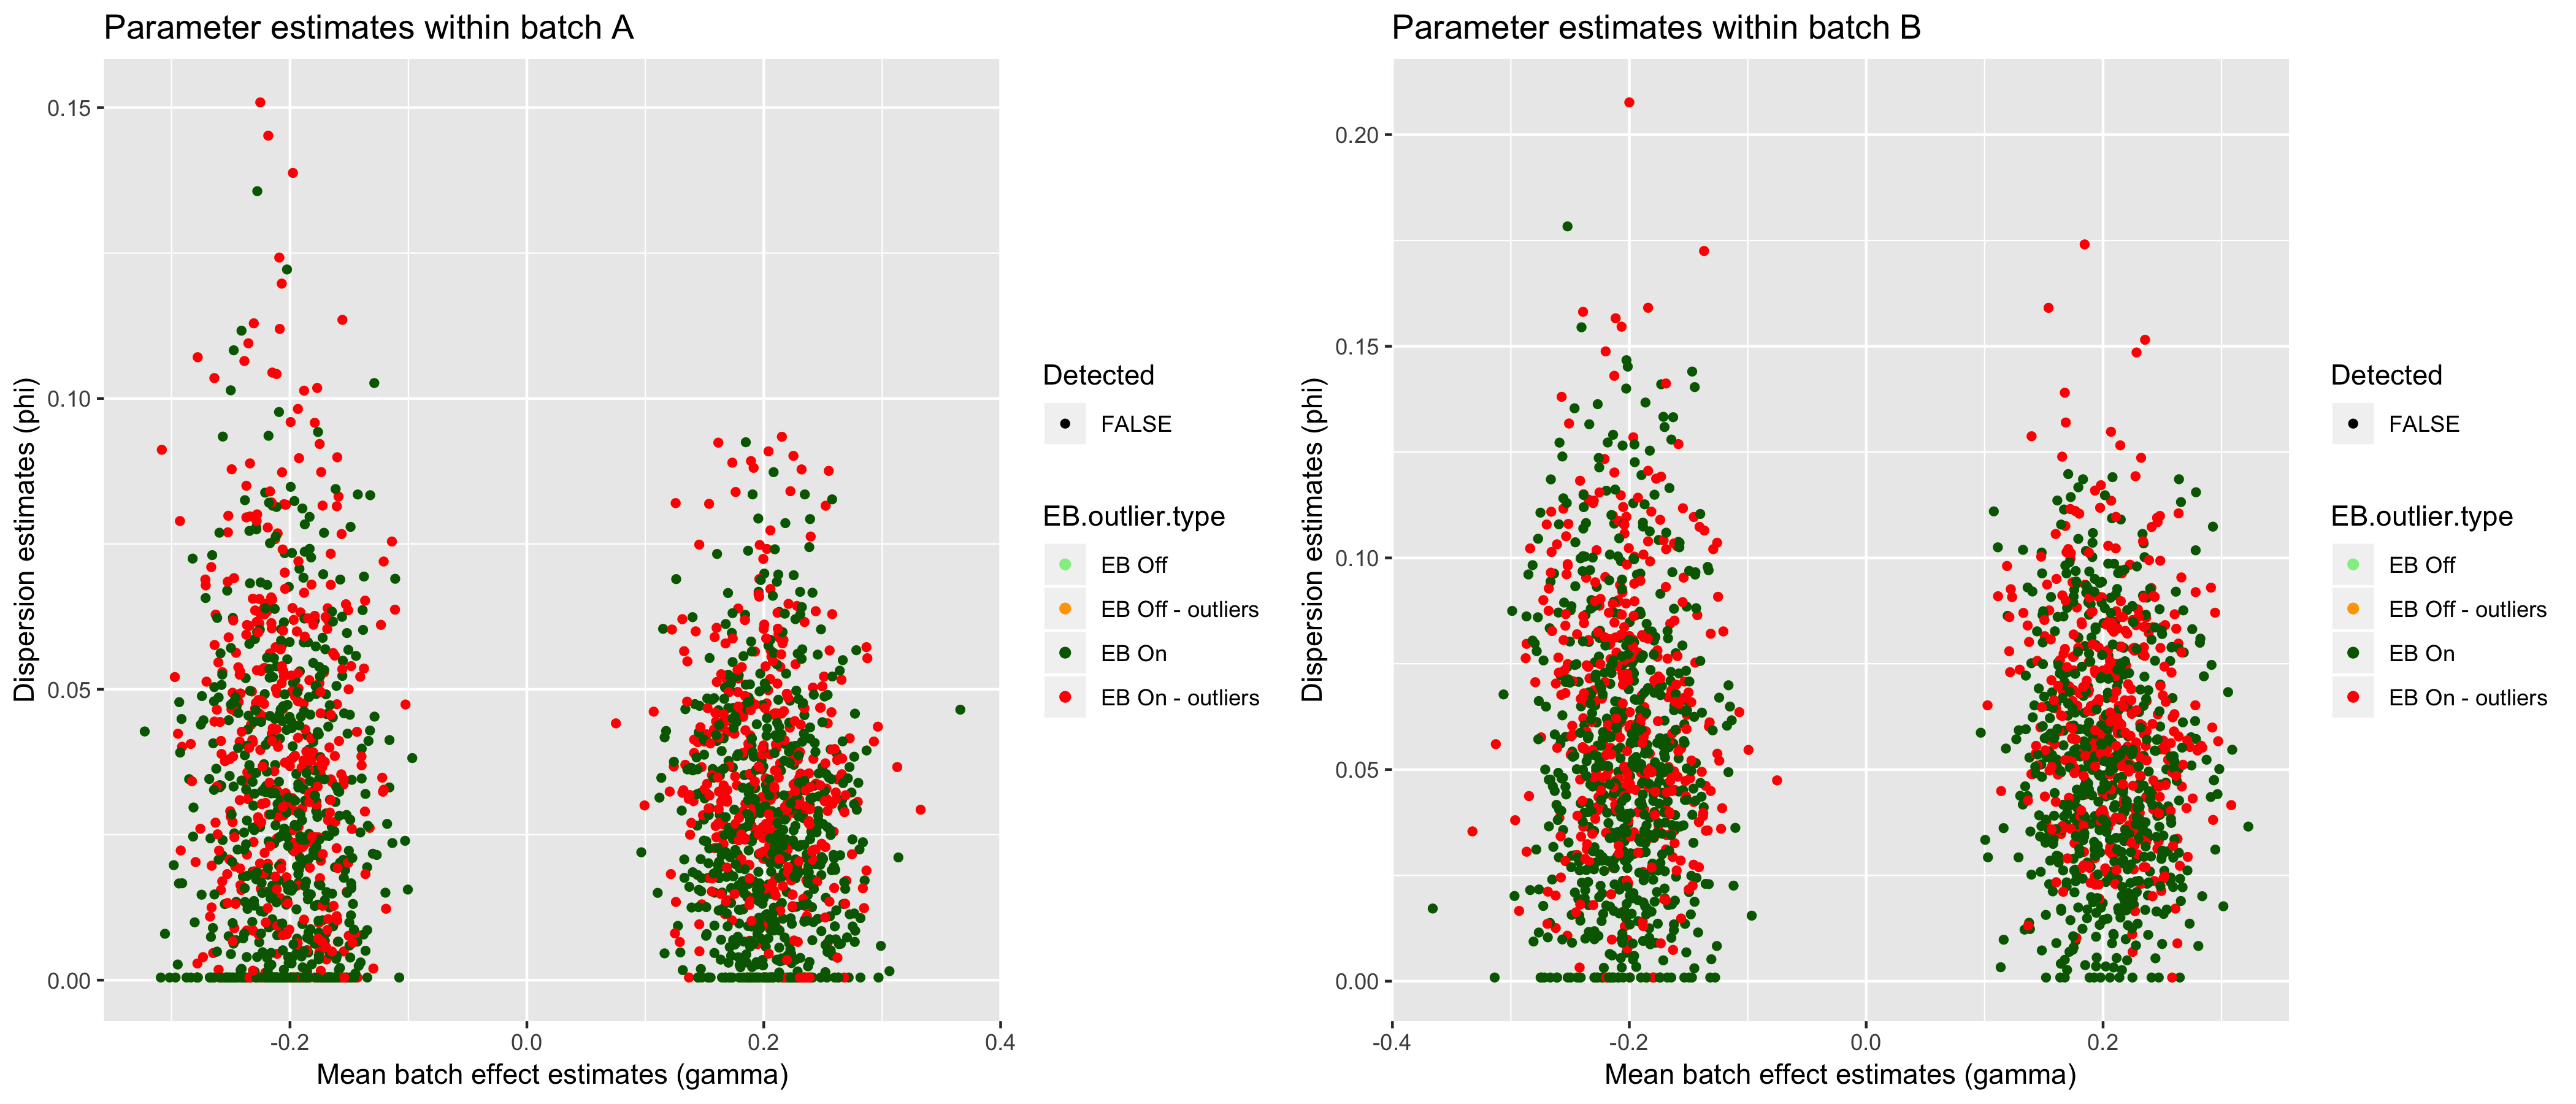 Parameter estimates within batch A
Dispersion estimates (phi)
0.15
0.10
0.05
0.00
-0.2
0.0
0.2
0.4
Mean batch effect estimates (gamma)
Detected
FALSE
EB.outlier.type
EB Off
EB Off - outliers
EB On
EB On - outliers
Parameter estimates within batch B
Dispersion estimates (phi)
0.20
0.15
0.10
0.05
0.00
-0.4
-0.2
0.0
0.2
Mean batch effect estimates (gamma)
Detected
FALSE
EB.outlier.type
EB Off
EB Off - outliers
EB On
EB On - outliers